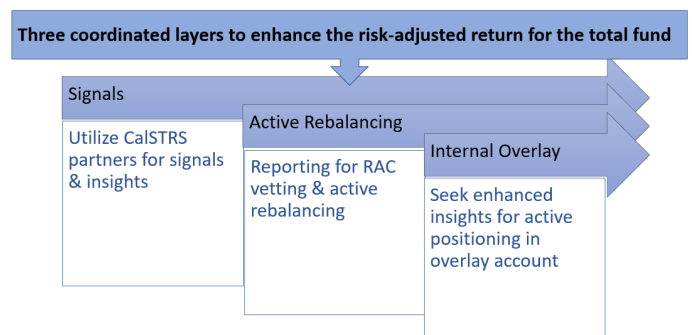 Three coordinated layers to enhance the risk-adjusted return for the total fund
Signals
Utilize CalSTRS
partners for signals
& insights
Active Rebalancing
Reporting for RAC
vetting & active
rebalancing
Internal Overlay
Seek enhanced
insights for active
positioning in
overlay account